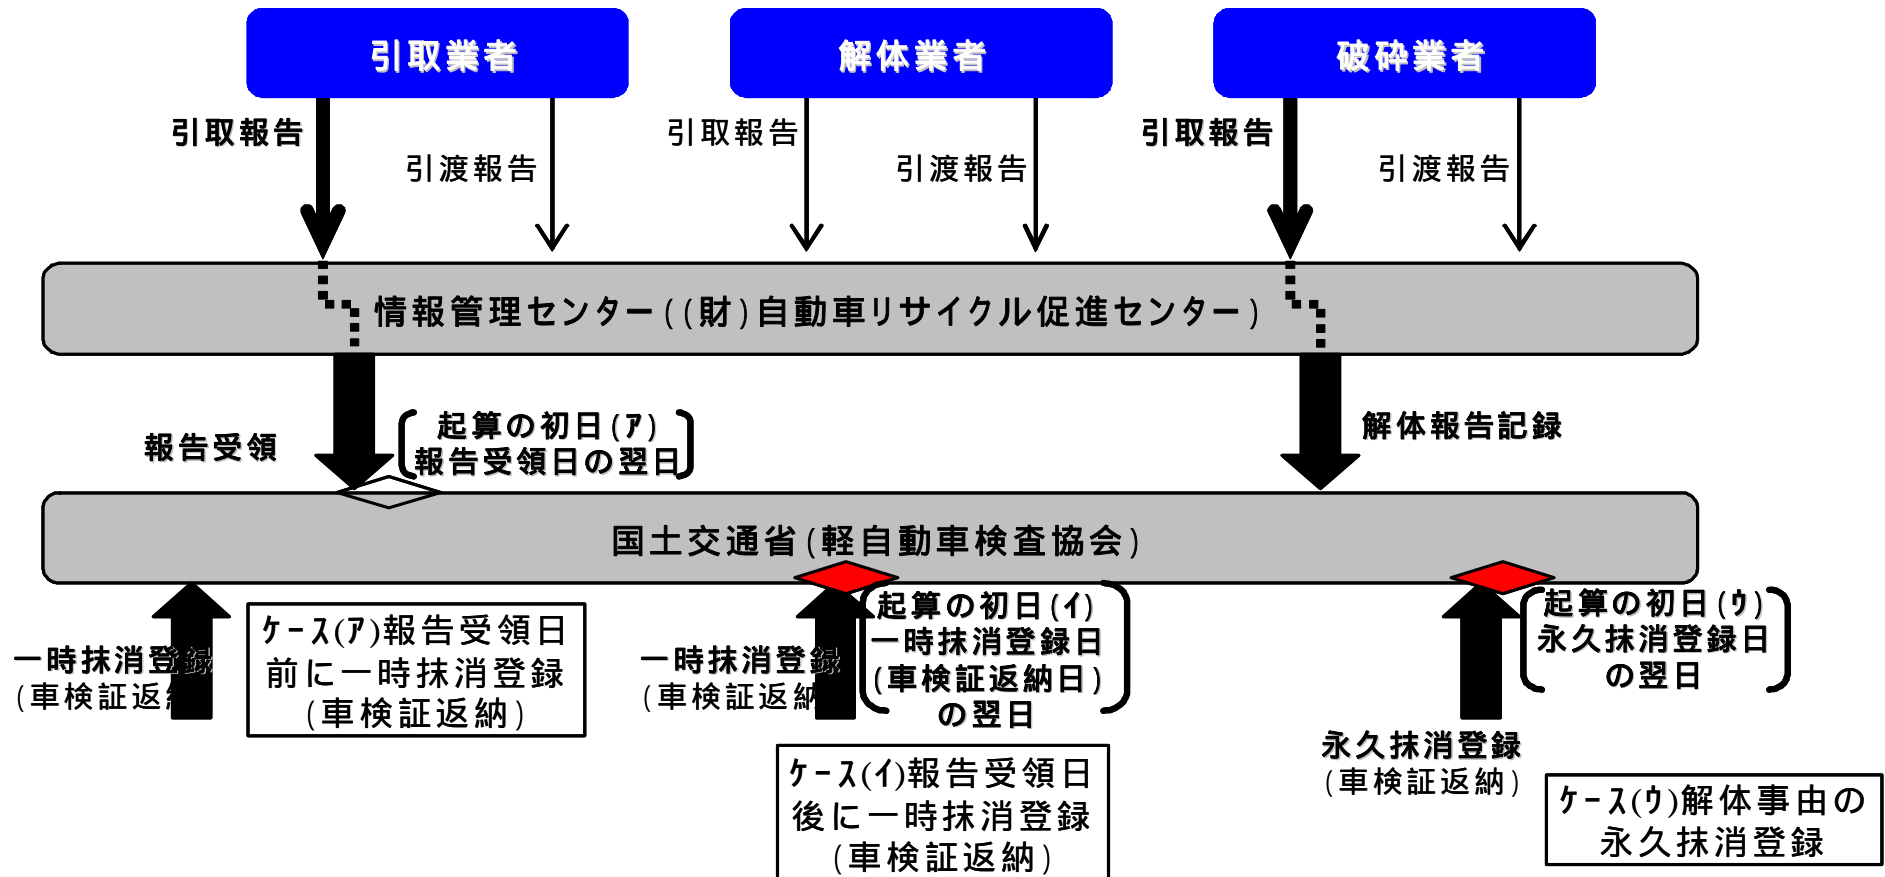 引取業者
解体業者
破砕業者
引取報告
引渡報告
引取報告
引渡報告
引取報告
引渡報告
情報管理センター((財)自動車リサイクル促進センター)
報告受領
起算の初日(ｱ)
報告受領日の翌日
解体報告記録
国土交通省(軽自動車検査協会)
一時抹消登録
(車検証返納
ｹｰｽ(ｱ)報告受領日
前に一時抹消登録
(車検証返納)
一時抹消登録
(車検証返納
起算の初日(ｲ)
一時抹消登録日
(車検証返納日)
の翌日
ｹｰｽ(ｲ)報告受領日
後に一時抹消登録
(車検証返納)
起算の初日(ｳ)
永久抹消登録日
の翌日
永久抹消登録
(車検証返納)
ｹｰｽ(ｳ)解体事由の
永久抹消登録